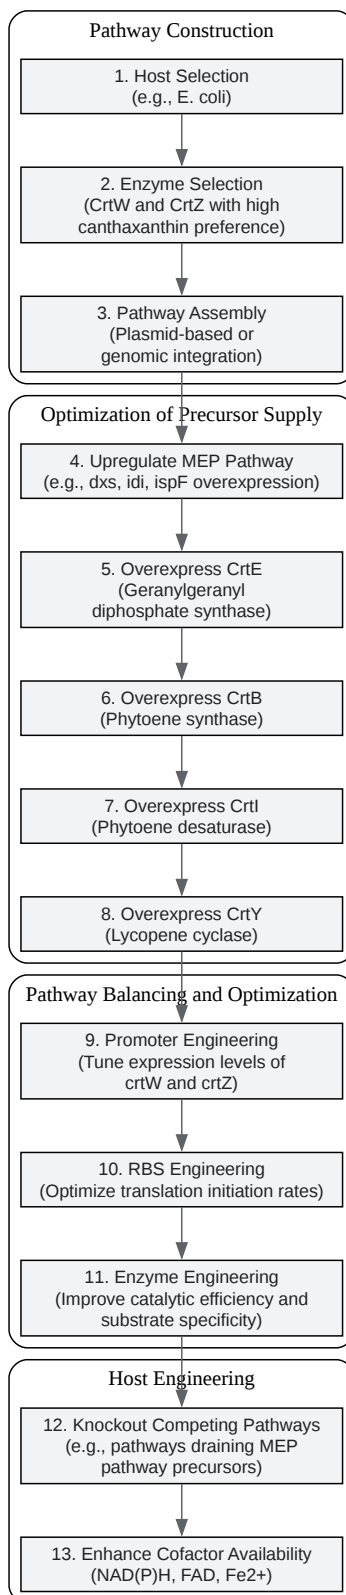 Pathway Construction
1. Host Selection
(e.g., E. coli)
2. Enzyme Selection
(CrtW and CrtZ with high
canthaxanthin preference)
3. Pathway Assembly
(Plasmid-based or
genomic integration)
Optimization of Precursor Supply
4. Upregulate MEP Pathway
(e.g., dxs, idi, ispF overexpression)
5. Overexpress CrtE
(Geranylgeranyl
diphosphate synthase)
6. Overexpress CrtB
(Phytoene synthase)
7. Overexpress CrtI
(Phytoene desaturase)
8. Overexpress CrtY
(Lycopene cyclase)
Pathway Balancing and Optimization
9. Promoter Engineering
(Tune expression levels of
crtW and crtZ)
10. RBS Engineering
(Optimize translation initiation rates)
11. Enzyme Engineering
(Improve catalytic efficiency and
substrate specificity)
Host Engineering
12. Knockout Competing Pathways
(e.g., pathways draining MEP
pathway precursors)
13. Enhance Cofactor Availability
(NAD(P)H, FAD, Fe2+)